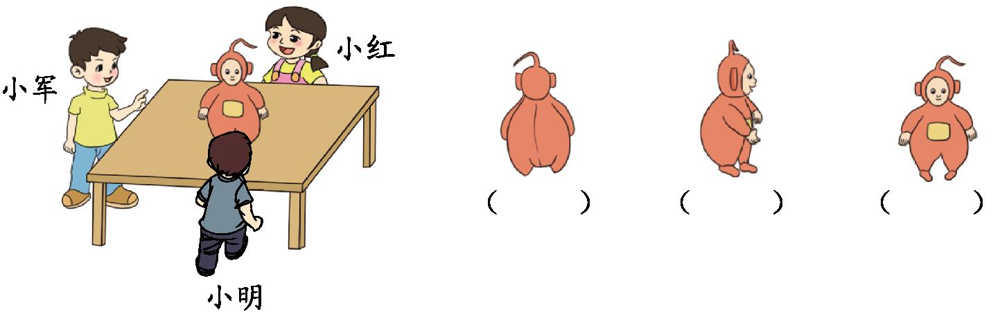 小红
小军
小明
(    ) (    ) (    )